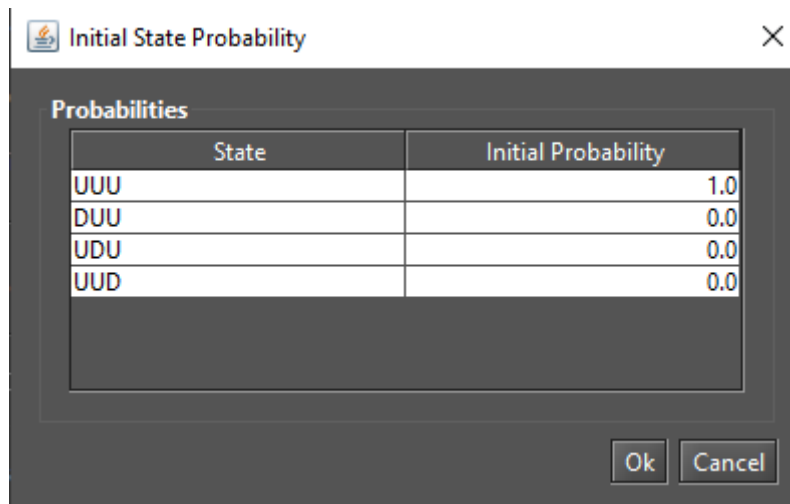 Initial State Probability
Probabilities
State Initial Probability
UUU 1.0
DUU 0.0
UDU 0.0
UUD 0.0
Ok Cancel